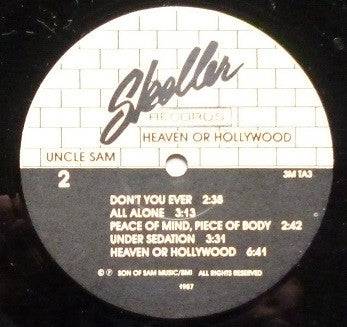 Skoller
RECORDS
HEAVEN OR HOLLYWOOD
UNCLE SAM
2
3M TA3
DON'T YOU EVER 2:38
ALL ALONE 3:13
PEACE OF MIND, PIECE OF BODY 2:42
UNDER SEDATION 3:31
HEAVEN OR HOLLYWOOD 6:41
© ℗ SON OF SAM MUSIC/BMI ALL RIGHTS RESERVED
1987